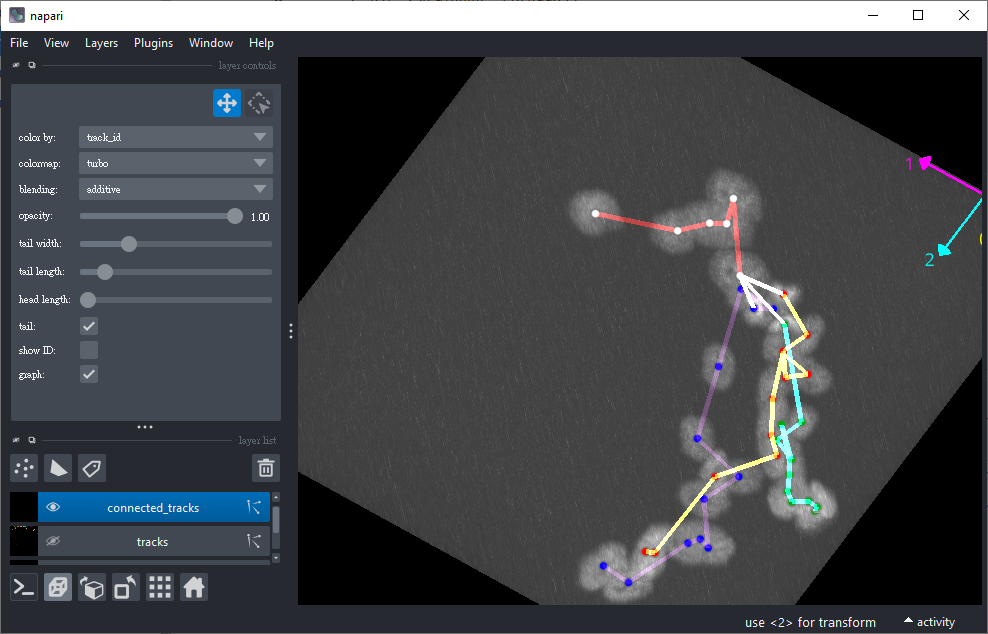 napari
File View Layers Plugins Window Help
layer controls
color by: track_id
colormap: turbo
blending: additive
opacity: 1.00
tail width:
tail length:
head length:
tail:
show ID:
graph:
layer list
connected_tracks
tracks
1
2
use <2> for transform activity